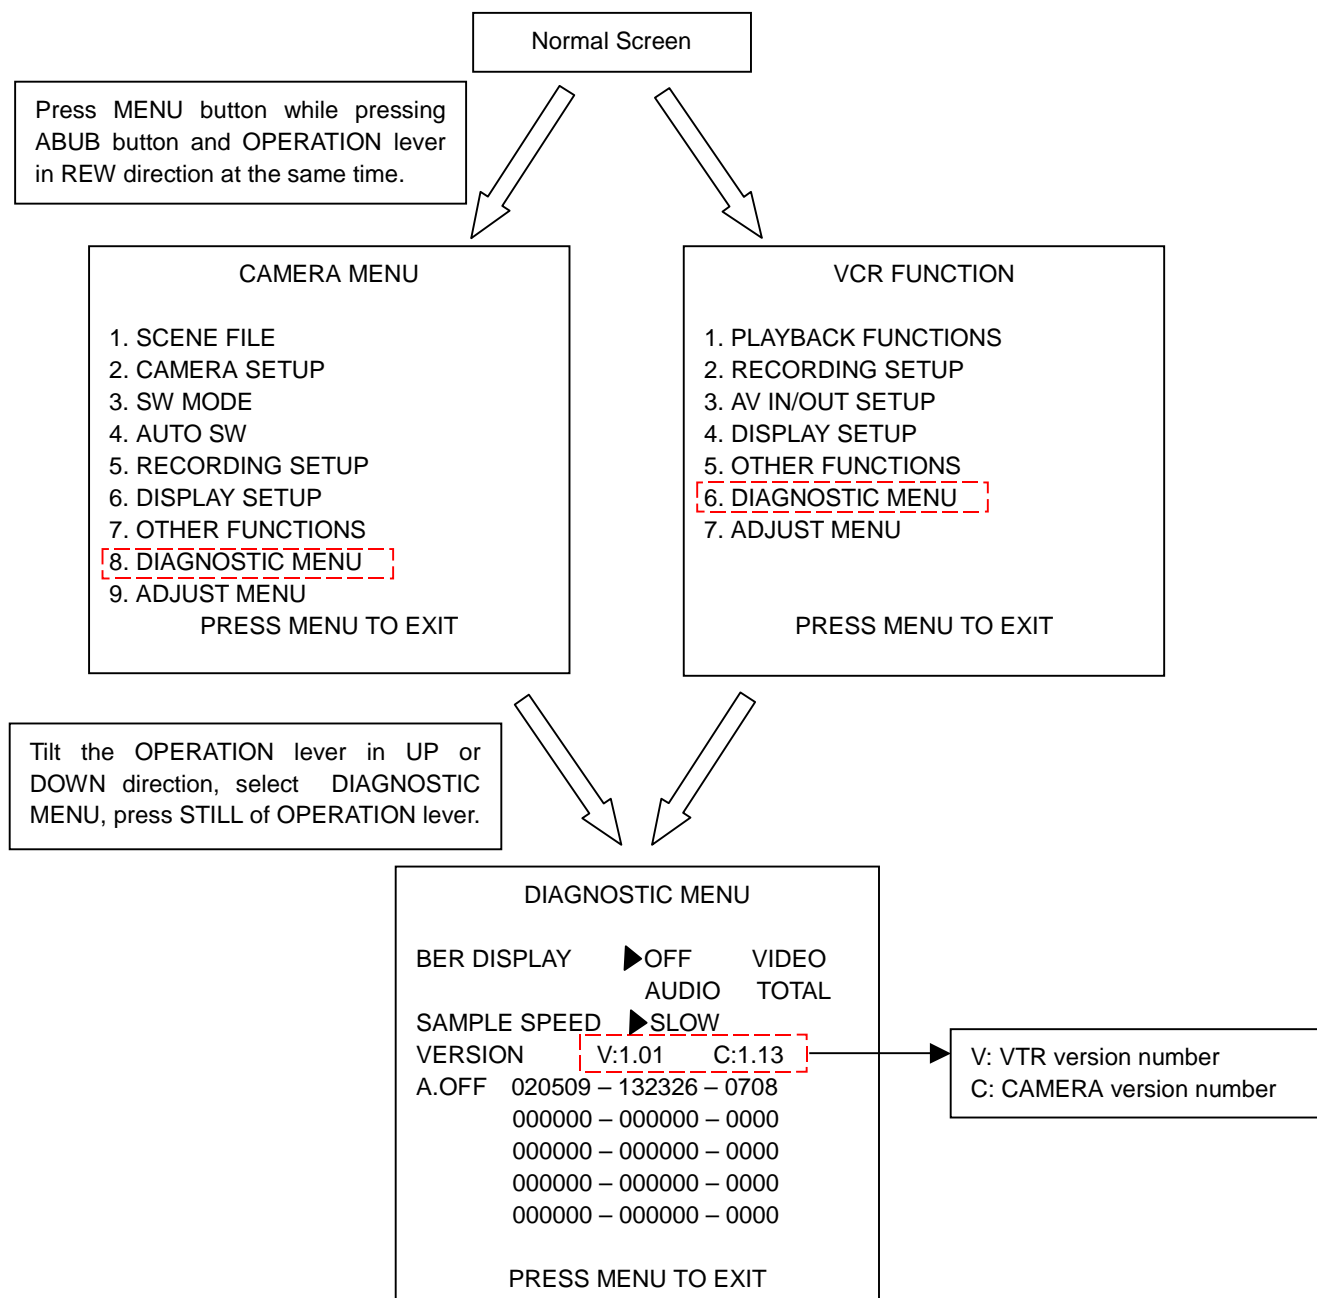 Normal Screen
Press MENU button while pressing
ABUB button and OPERATION lever
in REW direction at the same time.
CAMERA MENU
1. SCENE FILE
2. CAMERA SETUP
3. SW MODE
4. AUTO SW
5. RECORDING SETUP
6. DISPLAY SETUP
7. OTHER FUNCTIONS
8. DIAGNOSTIC MENU
9. ADJUST MENU
PRESS MENU TO EXIT
VCR FUNCTION
1. PLAYBACK FUNCTIONS
2. RECORDING SETUP
3. AV IN/OUT SETUP
4. DISPLAY SETUP
5. OTHER FUNCTIONS
6. DIAGNOSTIC MENU
7. ADJUST MENU
PRESS MENU TO EXIT
Tilt the OPERATION lever in UP or
DOWN direction, select DIAGNOSTIC
MENU, press STILL of OPERATION lever.
DIAGNOSTIC MENU
BER DISPLAY ▶OFF VIDEO
AUDIO TOTAL
SAMPLE SPEED ▶SLOW
VERSION V:1.01 C:1.13
A.OFF 020509 – 132326 – 0708
000000 – 000000 – 0000
000000 – 000000 – 0000
000000 – 000000 – 0000
000000 – 000000 – 0000
PRESS MENU TO EXIT
V: VTR version number
C: CAMERA version number